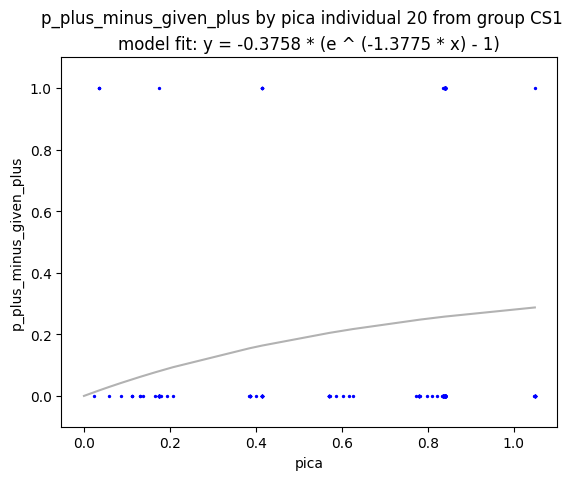 p_plus_minus_given_plus by pica individual 20 from group CS1
model fit: y = -0.3758 * (e ^ (-1.3775 * x) - 1)
1.0
0.8
0.6
0.4
0.2
0.0
p_plus_minus_given_plus
0.0 0.2 0.4 0.6 0.8 1.0
pica